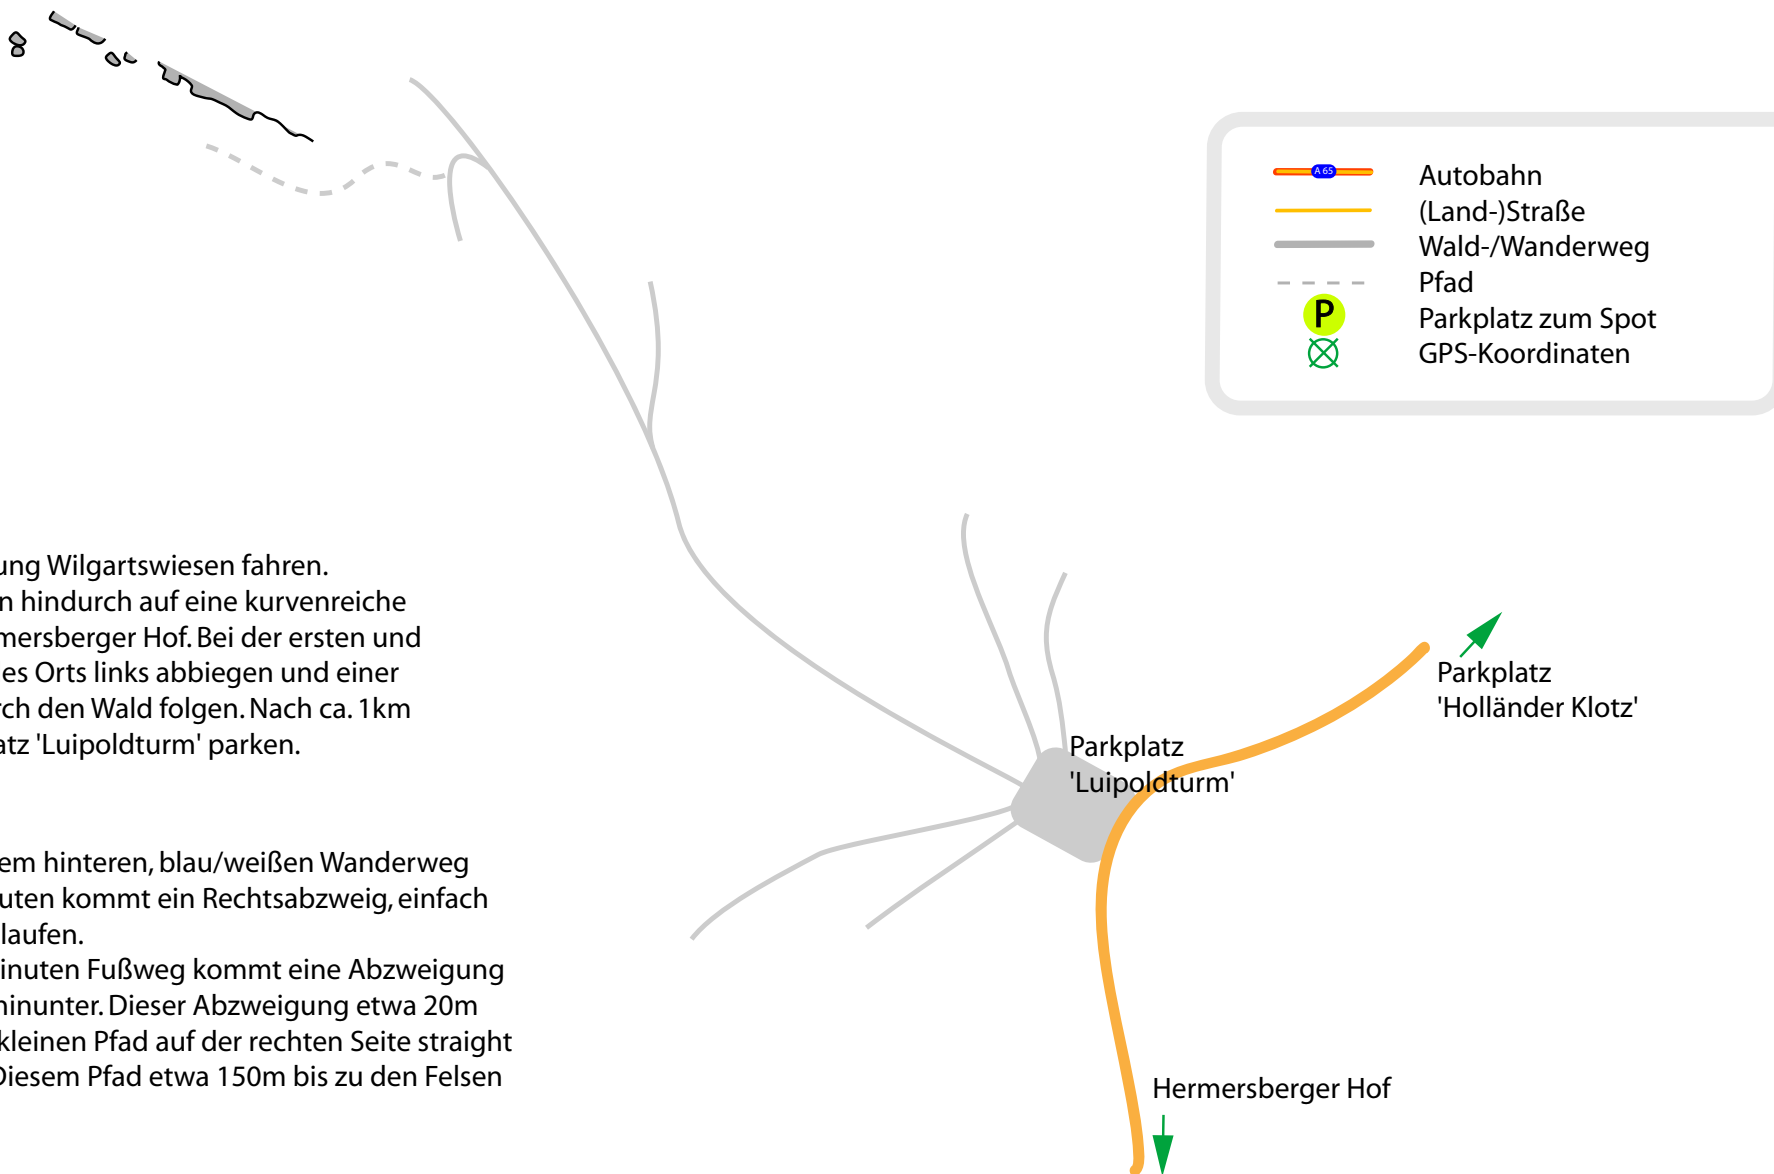 A 65
Autobahn
(Land-)Straße
Wald-/Wanderweg
Pfad
P
Parkplatz zum Spot
GPS-Koordinaten
ung Wilgartswiesen fahren.
n hindurch auf eine kurvenreiche
mersberger Hof. Bei der ersten und
es Orts links abbiegen und einer
rch den Wald folgen. Nach ca. 1km
atz 'Luipoldturm' parken.
Parkplatz
'Holländer Klotz'
Parkplatz
'Luipoldturm'
em hinteren, blau/weißen Wanderweg
uten kommt ein Rechtsabzweig, einfach
laufen.
inuten Fußweg kommt eine Abzweigung
hinunter. Dieser Abzweigung etwa 20m
kleinen Pfad auf der rechten Seite straight
Diesem Pfad etwa 150m bis zu den Felsen
Hermersberger Hof